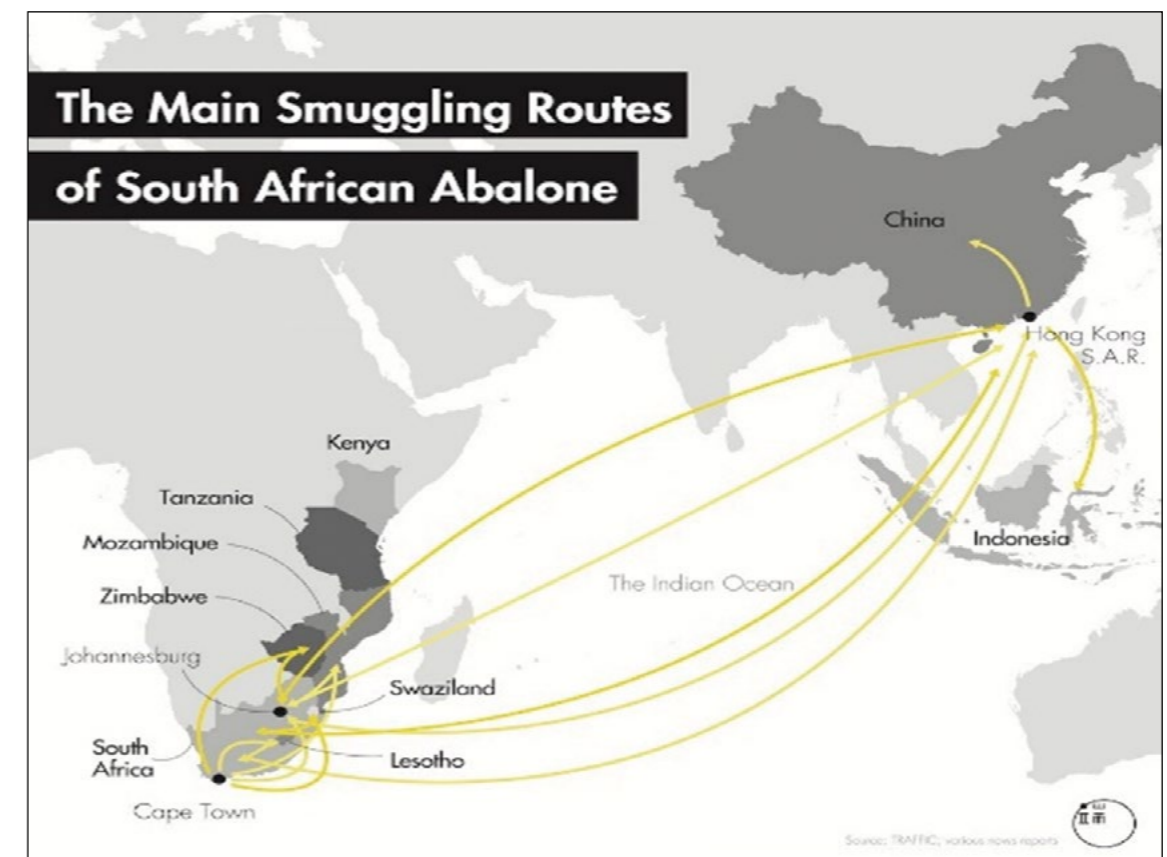 The Main Smuggling Routes
of South African Abalone
China
Hong Kong
S.A.R.
Kenya
Tanzania
Mozambique
Zimbabwe
Johannesburg
Swaziland
South
Africa
Lesotho
Cape Town
The Indian Ocean
Indonesia
Source: TRAFFIC; various news reports